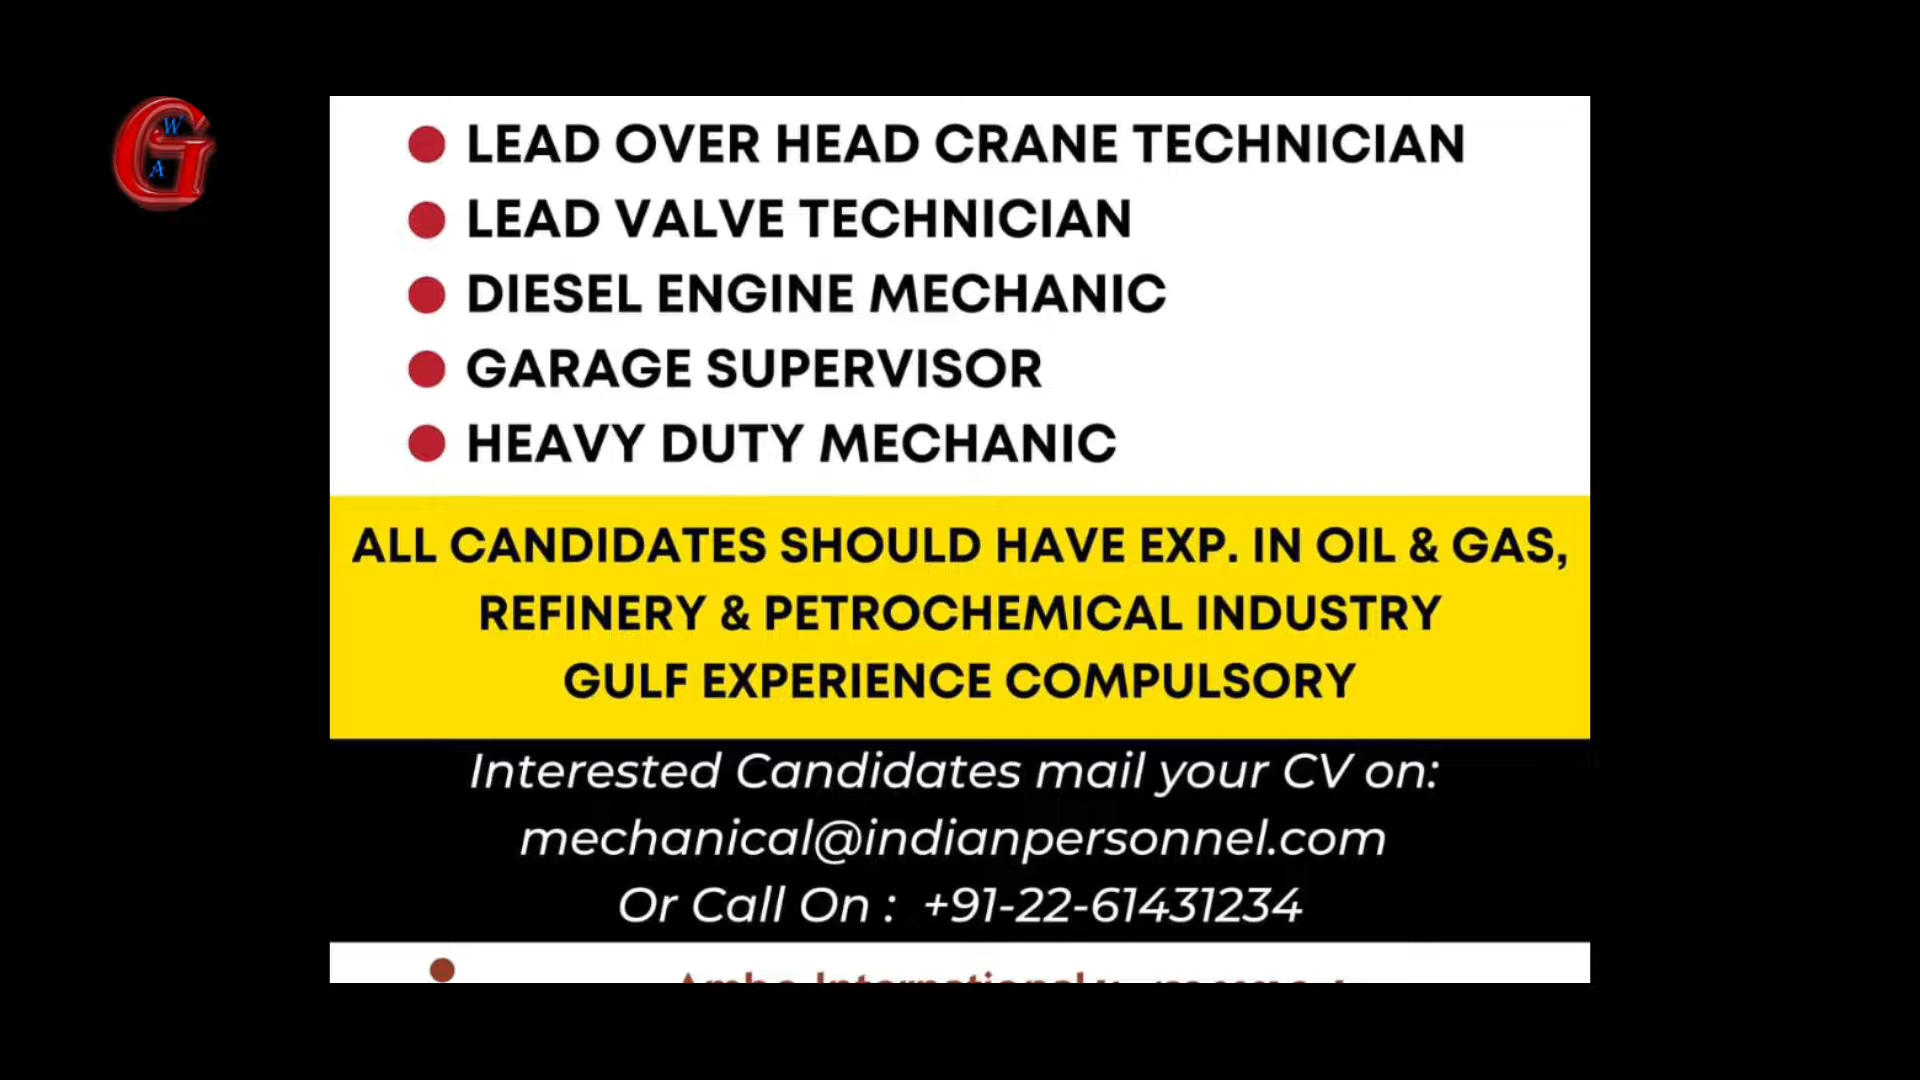 W
G
A
LEAD OVER HEAD CRANE TECHNICIAN
LEAD VALVE TECHNICIAN
DIESEL ENGINE MECHANIC
GARAGE SUPERVISOR
HEAVY DUTY MECHANIC
ALL CANDIDATES SHOULD HAVE EXP. IN OIL & GAS,
REFINERY & PETROCHEMICAL INDUSTRY
GULF EXPERIENCE COMPULSORY
Interested Candidates mail your CV on:
mechanical@indianpersonnel.com
Or Call On : +91-22-61431234